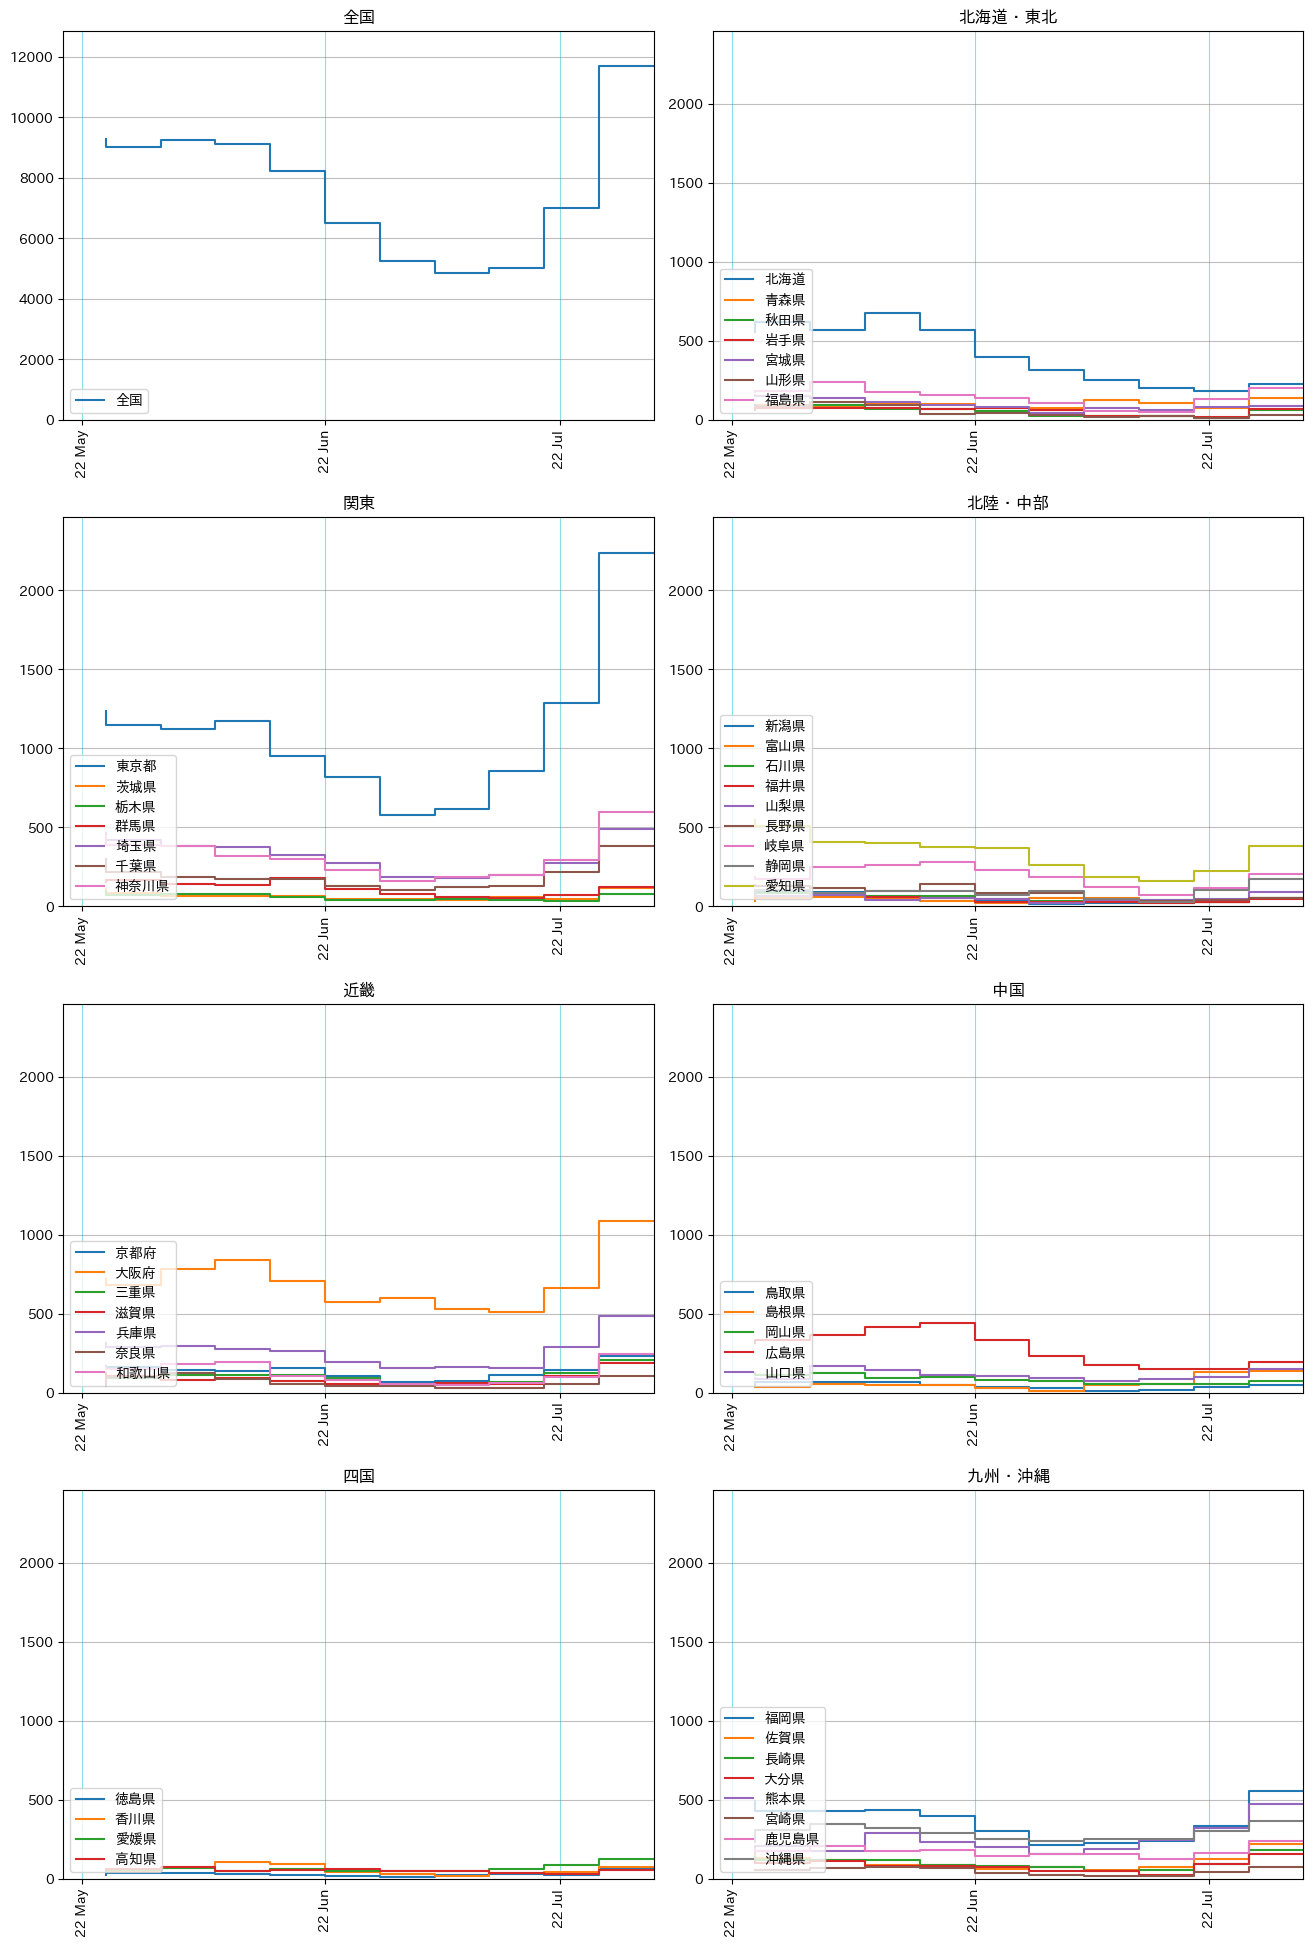 全国
12000
10000
8000
6000
4000
2000
0
全国
22 May
22 Jun
22 Jul
北海道・東北
2000
1500
1000
500
0
北海道
青森県
秋田県
岩手県
宮城県
山形県
福島県
22 May
22 Jun
22 Jul
関東
2000
1500
1000
500
0
東京都
茨城県
栃木県
群馬県
埼玉県
千葉県
神奈川県
22 May
22 Jun
22 Jul
北陸・中部
2000
1500
1000
500
0
新潟県
富山県
石川県
福井県
山梨県
長野県
岐阜県
静岡県
愛知県
22 May
22 Jun
22 Jul
近畿
2000
1500
1000
500
0
京都府
大阪府
三重県
滋賀県
兵庫県
奈良県
和歌山県
22 May
22 Jun
22 Jul
中国
2000
1500
1000
500
0
鳥取県
島根県
岡山県
広島県
山口県
22 May
22 Jun
22 Jul
四国
2000
1500
1000
500
0
徳島県
香川県
愛媛県
高知県
22 May
22 Jun
22 Jul
九州・沖縄
2000
1500
1000
500
0
福岡県
佐賀県
長崎県
大分県
熊本県
宮崎県
鹿児島県
沖縄県
22 May
22 Jun
22 Jul